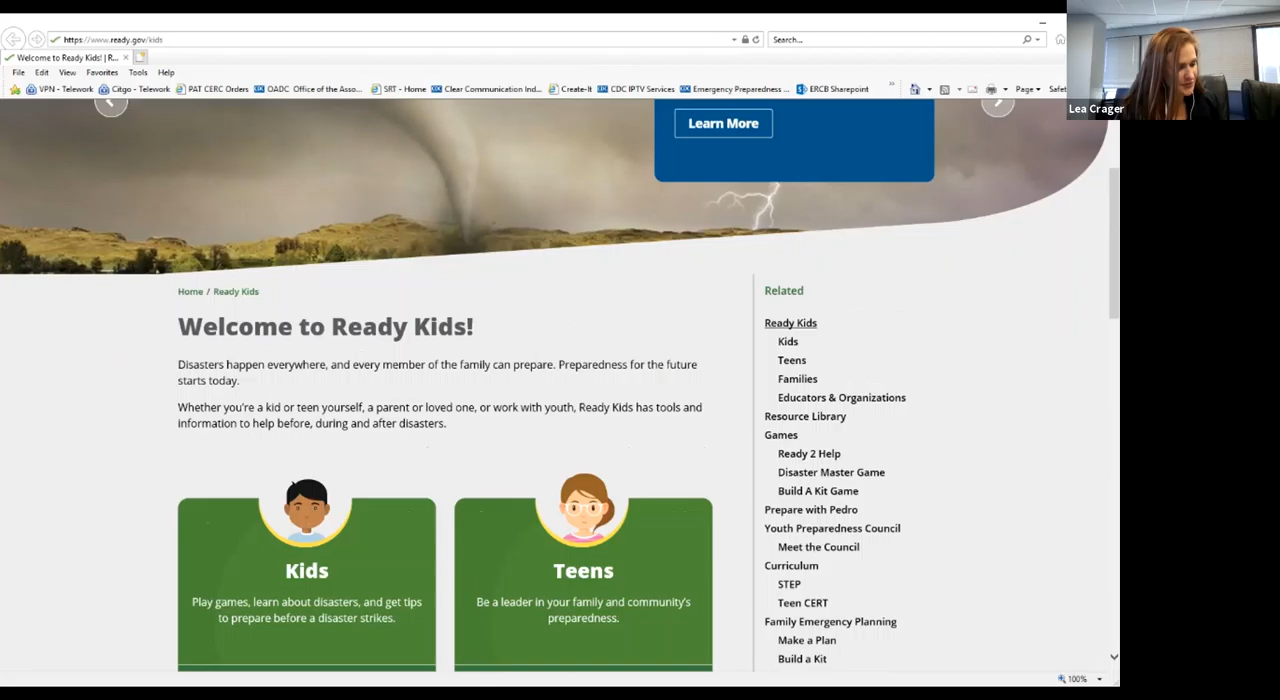 https://www.ready.gov/kids
Search...
Welcome to Ready Kids! | R...
File Edit View Favorites Tools Help
VPN - Telework Citgo - Telework PAT CERC Orders OADC Office of the Asso... SRT - Home Clear Communication Ind... Create-It CDC IPTV Services Emergency Preparedness ... ERCB Sharepoint Page Safet
Lea Crager
Learn More
Home / Ready Kids
Welcome to Ready Kids!
Disasters happen everywhere, and every member of the family can prepare. Preparedness for the future
starts today.
Whether you're a kid or teen yourself, a parent or loved one, or work with youth, Ready Kids has tools and
information to help before, during and after disasters.
Kids
Play games, learn about disasters, and get tips
to prepare before a disaster strikes.
Teens
Be a leader in your family and community's
preparedness.
Related
Ready Kids
Kids
Teens
Families
Educators & Organizations
Resource Library
Games
Ready 2 Help
Disaster Master Game
Build A Kit Game
Prepare with Pedro
Youth Preparedness Council
Meet the Council
Curriculum
STEP
Teen CERT
Family Emergency Planning
Make a Plan
Build a Kit
100%